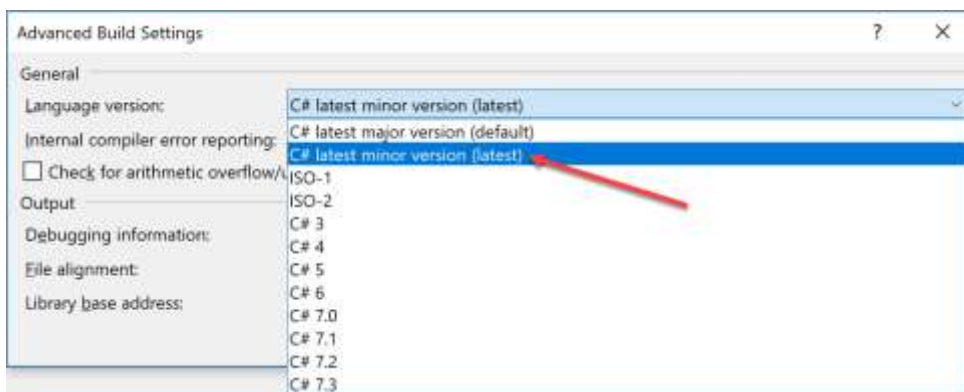 Advanced Build Settings ? ×
General
Language version: C# latest minor version (latest)
Internal compiler error reporting: C# latest major version (default)
C# latest minor version (latest)
Check for arithmetic overflow/ ISO-1
ISO-2
Output
C# 3
Debugging information: C# 4
File alignment: C# 5
C# 6
Library base address:
C# 7.0
C# 7.1
C# 7.2
C# 7.3